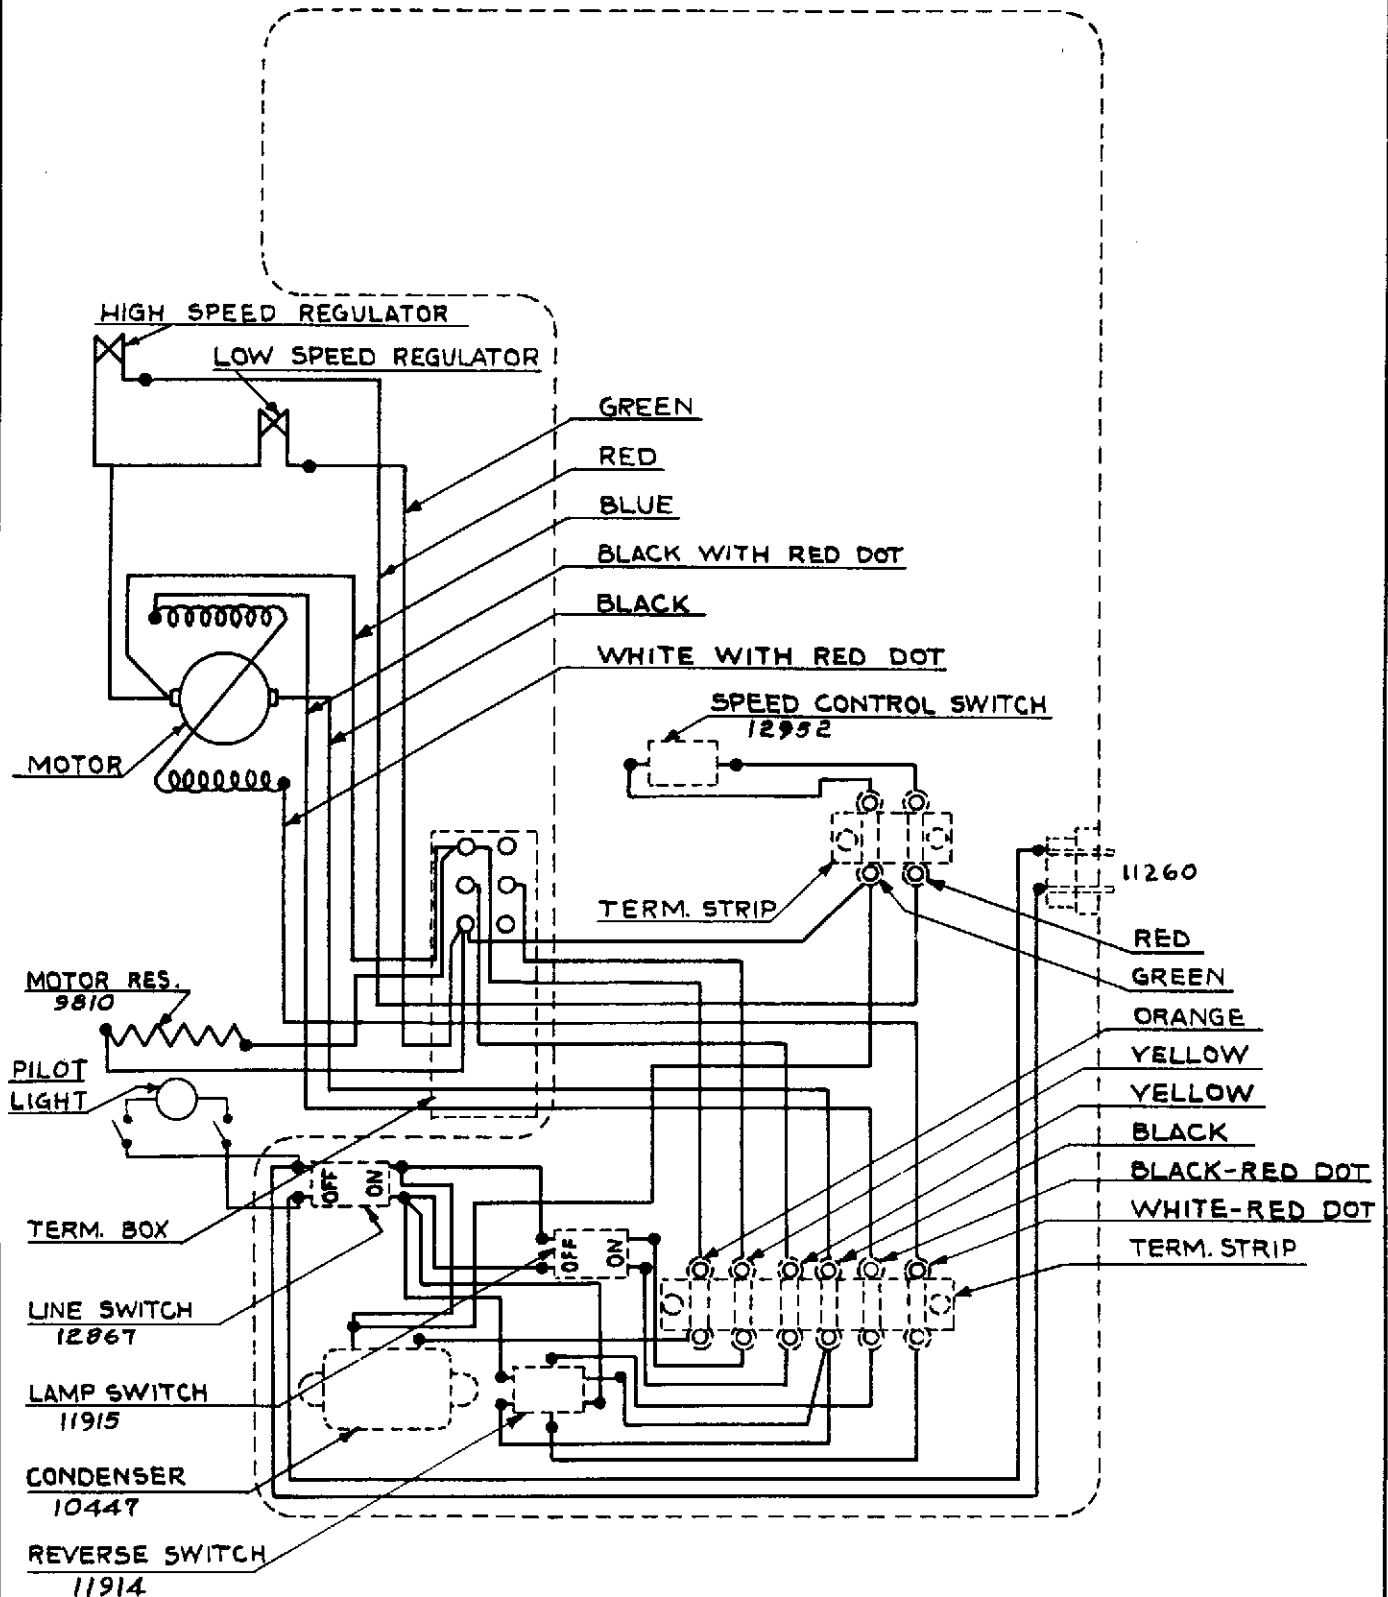 HIGH SPEED REGULATOR
LOW SPEED REGULATOR
GREEN
RED
BLUE
BLACK WITH RED DOT
BLACK
WHITE WITH RED DOT
SPEED CONTROL SWITCH
12952
MOTOR
11260
TERM. STRIP
RED
GREEN
MOTOR RES.
9810
ORANGE
PILOT
LIGHT
YELLOW
YELLOW
BLACK
BLACK-RED DOT
WHITE-RED DOT
TERM. STRIP
OFF
ON
TERM. BOX
OFF
ON
LINE SWITCH
12867
LAMP SWITCH
11915
CONDENSER
10447
REVERSE SWITCH
11914